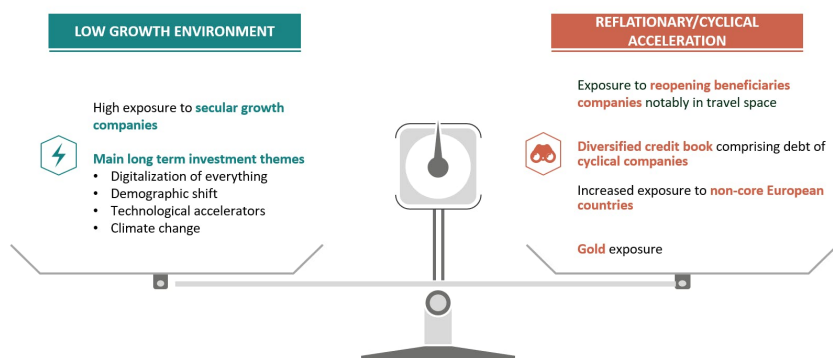 LOW GROWTH ENVIRONMENT
High exposure to secular growth
companies
Main long term investment themes
• Digitalization of everything
• Demographic shift
• Technological accelerators
• Climate change
REFLATIONARY/CYCLICAL
ACCELERATION
Exposure to reopening beneficiaries
companies notably in travel space
Diversified credit book comprising debt of
cyclical companies
Increased exposure to non-core European
countries
Gold exposure